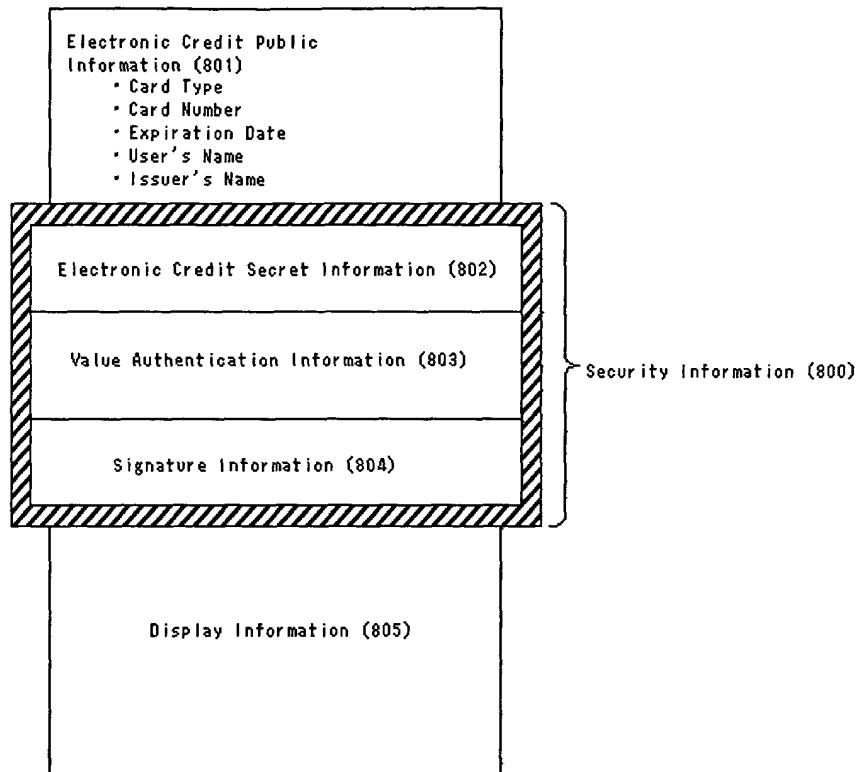 Electronic Credit Public
Information (801)
・Card Type
・Card Number
・Expiration Date
・User's Name
・Issuer's Name
Electronic Credit Secret Information (802)
Value Authentication Information (803)
Security Information (800)
Signature Information (804)
Display Information (805)